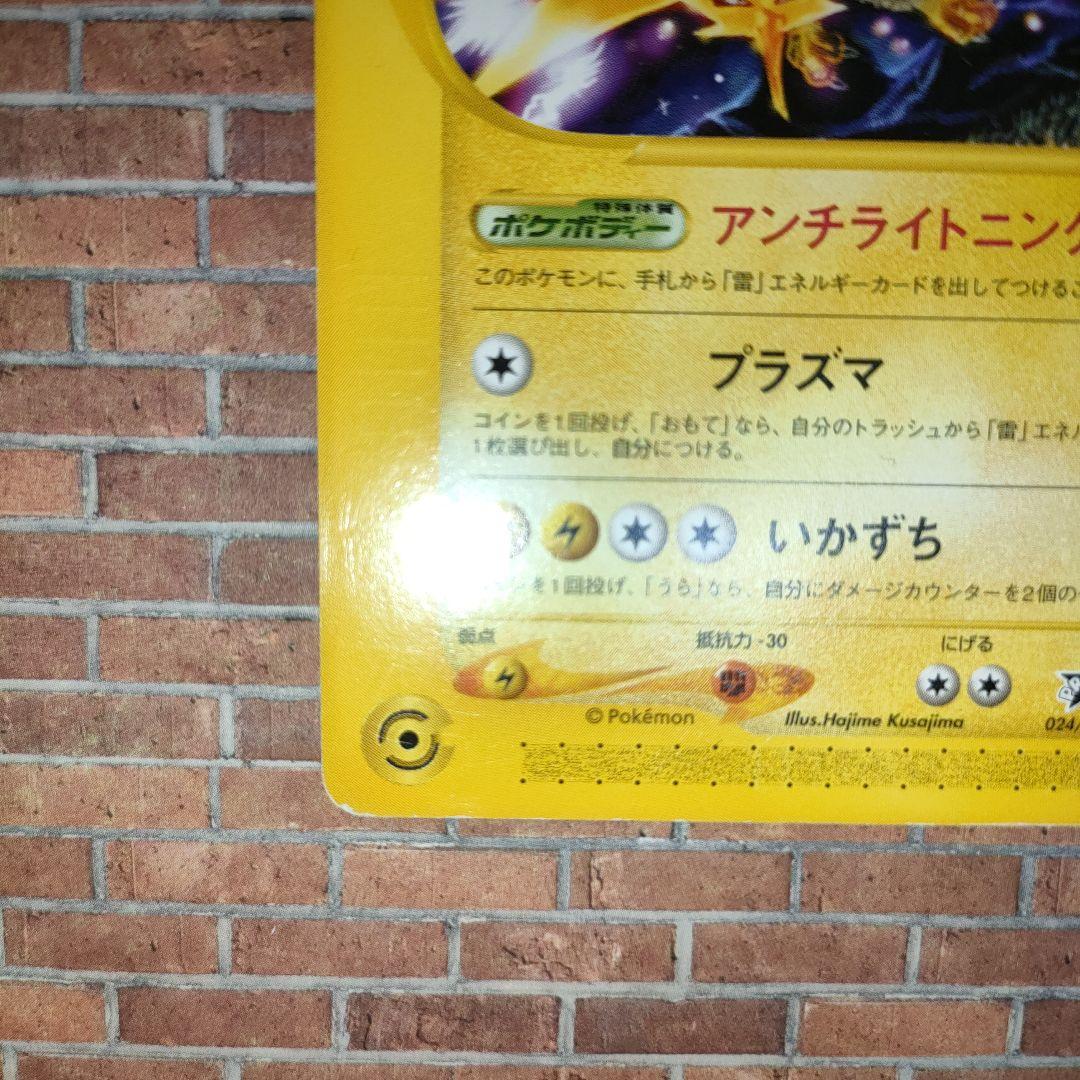 特殊体質
ポケボディー
アンチライトニング
このポケモンに、手札から「雷」エネルギーカードを出してつけるこ
プラズマ
コインを1回投げ、「おもて」なら、自分のトラッシュから「雷」エネル
1枚選び出し、自分につける。
いかずち
を1回投げ、「うら」なら、自分にダメージカウンターを2個の
弱点
抵抗力 -30
にげる
© Pokémon
Illus.Hajime Kusajima
024/